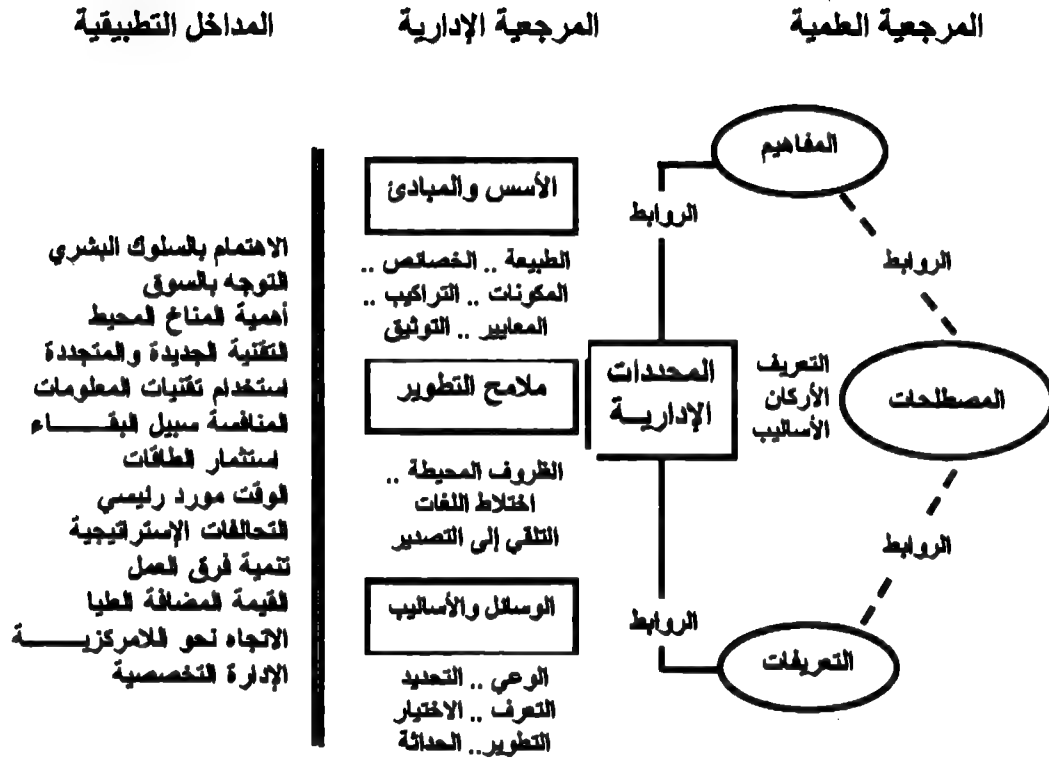 المرجعية العلمية
المرجعية الإدارية
المداخل التطبيقية
المفاهيم
الروابط
الروابط
المصطلحات
التعريف
الأركان
الأساليب
المحددات
الإداريــة
الروابط
الروابط
التعريفات
الأسس والمبادئ
الطبيعة .. الخصائص ..
المكونات .. التراكيب ..
المعايير .. التوثيق
ملامح التطوير
الظروف المحيطة ..
اختلاط اللغات
التلقي إلى التصدير
الوسائل والأساليب
الوعي .. التحديد
التعرف .. الاختيار
التطوير.. الحداثة
الاهتمام بالسلوك البشري
التوجه بالسوق
أهمية المناخ المحيط
التقنية الجديدة والمتجددة
استخدام تقنيات المعلومات
المنافسة سبيل البقـــــاء
استثمار الطاقات
الوقت مورد رئيسي
التحالفات الإستراتيجية
تنمية فرق العمل
القيمة المضافة العليا
الاتجاه نحو اللامركزيـــــة
الإدارة التخصصية